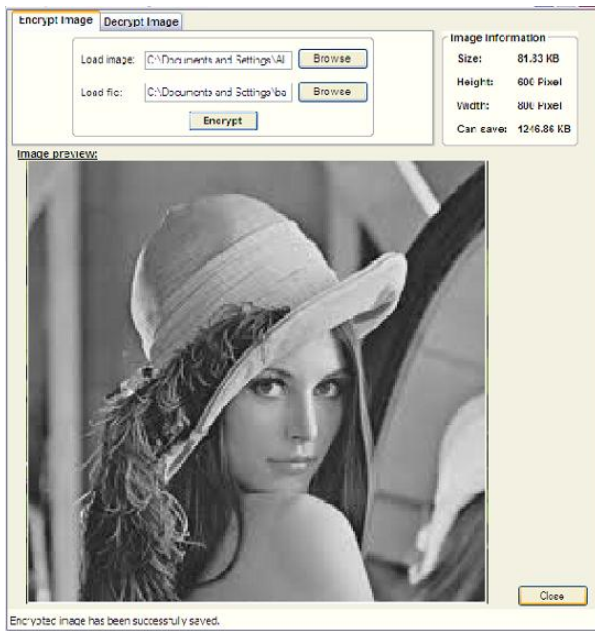 Encrypt Image Decrypt Image
Load image: C:\Documents and Settings\Al Browse
Load file: C:\Documents and Settings\ba Browse
Encrypt
Image Information
Size: 81.83 KB
Height: 600 Pixel
Width: 800 Pixel
Can save: 1246.86 KB
Image preview:
Close
Encrypted image has been successfully saved.